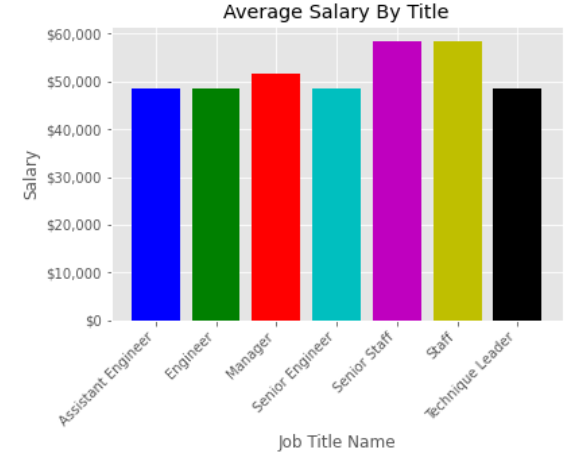 Average Salary By Title
Salary
$60,000
$50,000
$40,000
$30,000
$20,000
$10,000
$0
Assistant Engineer
Engineer
Manager
Senior Engineer
Senior Staff
Staff
Technique Leader
Job Title Name